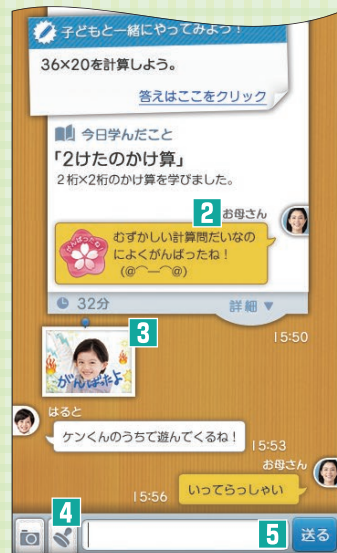 子どもと一緒にやってみよう！
36×20を計算しよう。
答えはここをクリック
今日学んだこと
「2けたのかけ算」
2桁×2桁のかけ算を学びました。
2
お母さん
がんばったね！
むずかしい計算問だいなの
によくがんばったね！
(@⌒―⌒@)
32分
詳細 ▼
3
15:50
がんばったよ
はると
ケンくんのうちで遊んでくるね！
15:53
お母さん
15:56
いってらっしゃい
4
5
送る